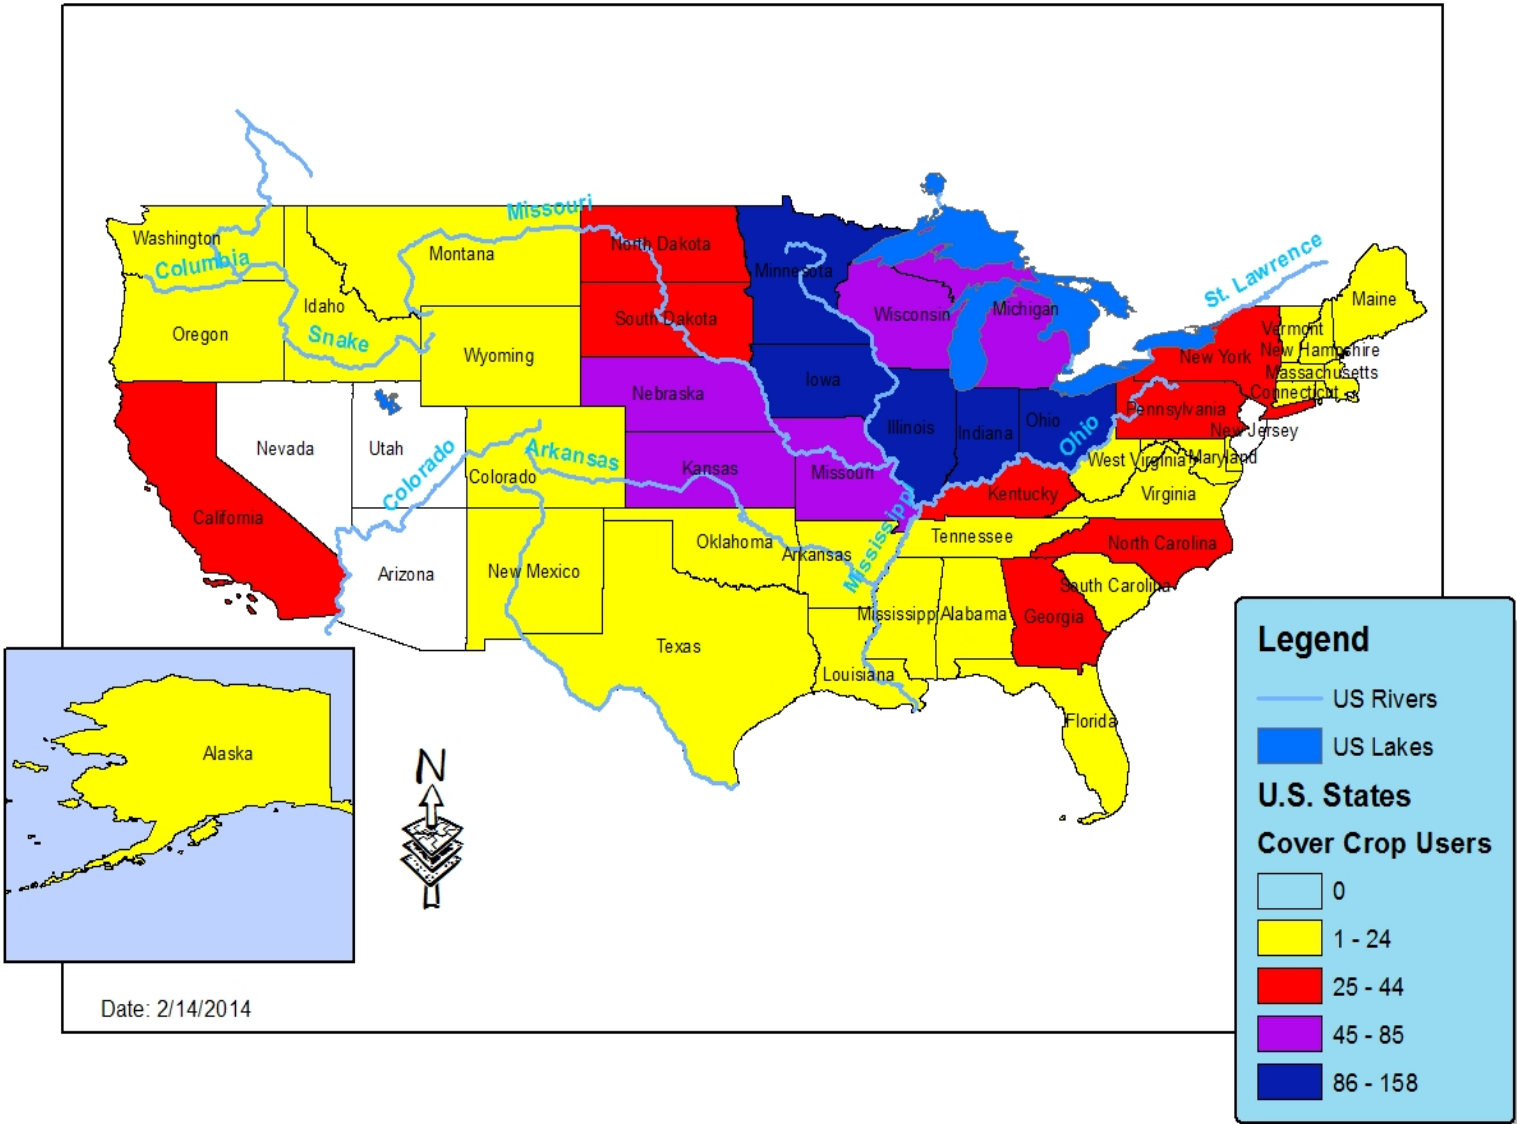 Missouri
North Dakota
Washington
Montana
Columbia
Minnesota
St. Lawrence
Maine
Idaho
Wisconsin
Michigan
South Dakota
Oregon
Snake
Vermont
New Hampshire
New York
Wyoming
Massachusetts
Iowa
Nebraska
Connecticut
Pennsylvania
Ohio
Illinois
Indiana
Ohio
New Jersey
Nevada
Utah
Colorado
Arkansas
Colorado
Kansas
Missouri
West Virginia
Maryland
Kentucky
Virginia
California
Mississippi
Oklahoma
Arkansas
Tennessee
North Carolina
Arizona
New Mexico
South Carolina
Mississippi
Alabama
Georgia
Texas
Louisiana
Florida
Alaska
N
Date: 2/14/2014
Legend
US Rivers
US Lakes
U.S. States
Cover Crop Users
0
1 - 24
25 - 44
45 - 85
86 - 158